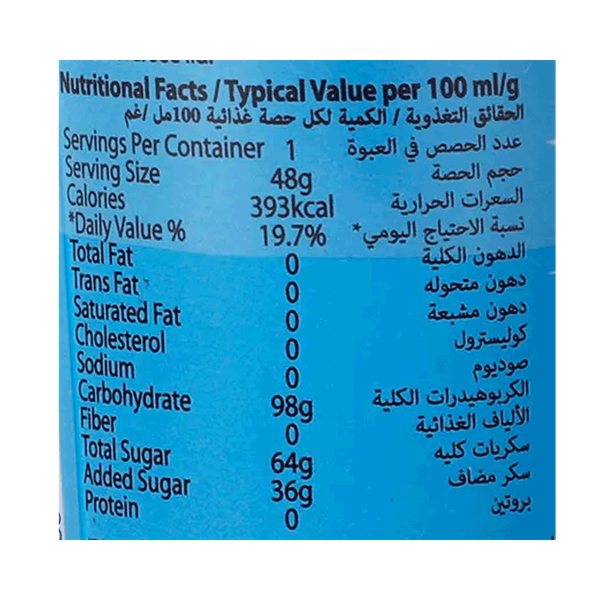 Nutritional Facts / Typical Value per 100 ml/g
الحقائق التغذوية / الكمية لكل حصة غذائية 100مل /غم
Servings Per Container 1 عدد الحصص في العبوة
Serving Size 48g حجم الحصة
Calories 393kcal السعرات الحرارية
*Daily Value % 19.7% نسبة الاحتياج اليومي*
Total Fat 0 الدهون الكلية
Trans Fat 0 دهون متحوله
Saturated Fat 0 دهون مشبعة
Cholesterol 0 كوليسترول
Sodium 0 صوديوم
Carbohydrate 98g الكربوهيدرات الكلية
Fiber 0 الألياف الغذائية
Total Sugar 64g سكريات كليه
Added Sugar 36g سكر مضاف
Protein 0 بروتين